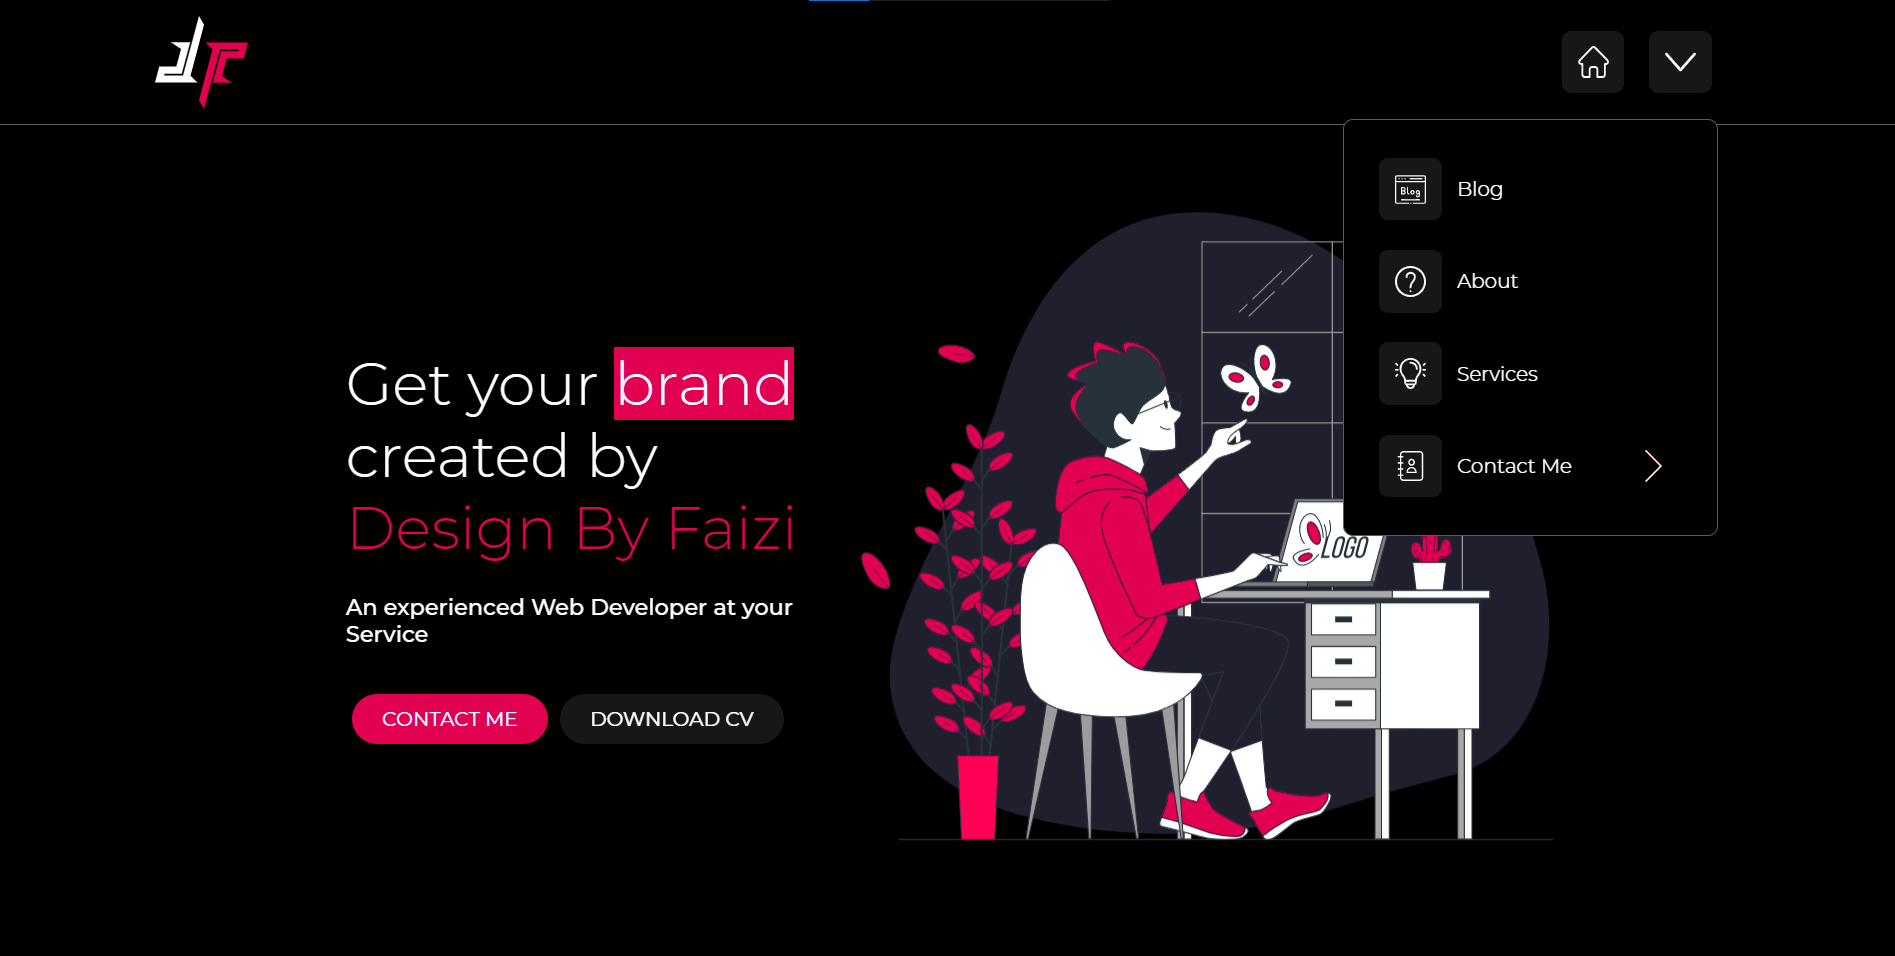 Blog
Blog
About
Services
Contact Me
Get your brand
created by
Design By Faizi
An experienced Web Developer at your
Service
CONTACT ME
DOWNLOAD CV
LOGO